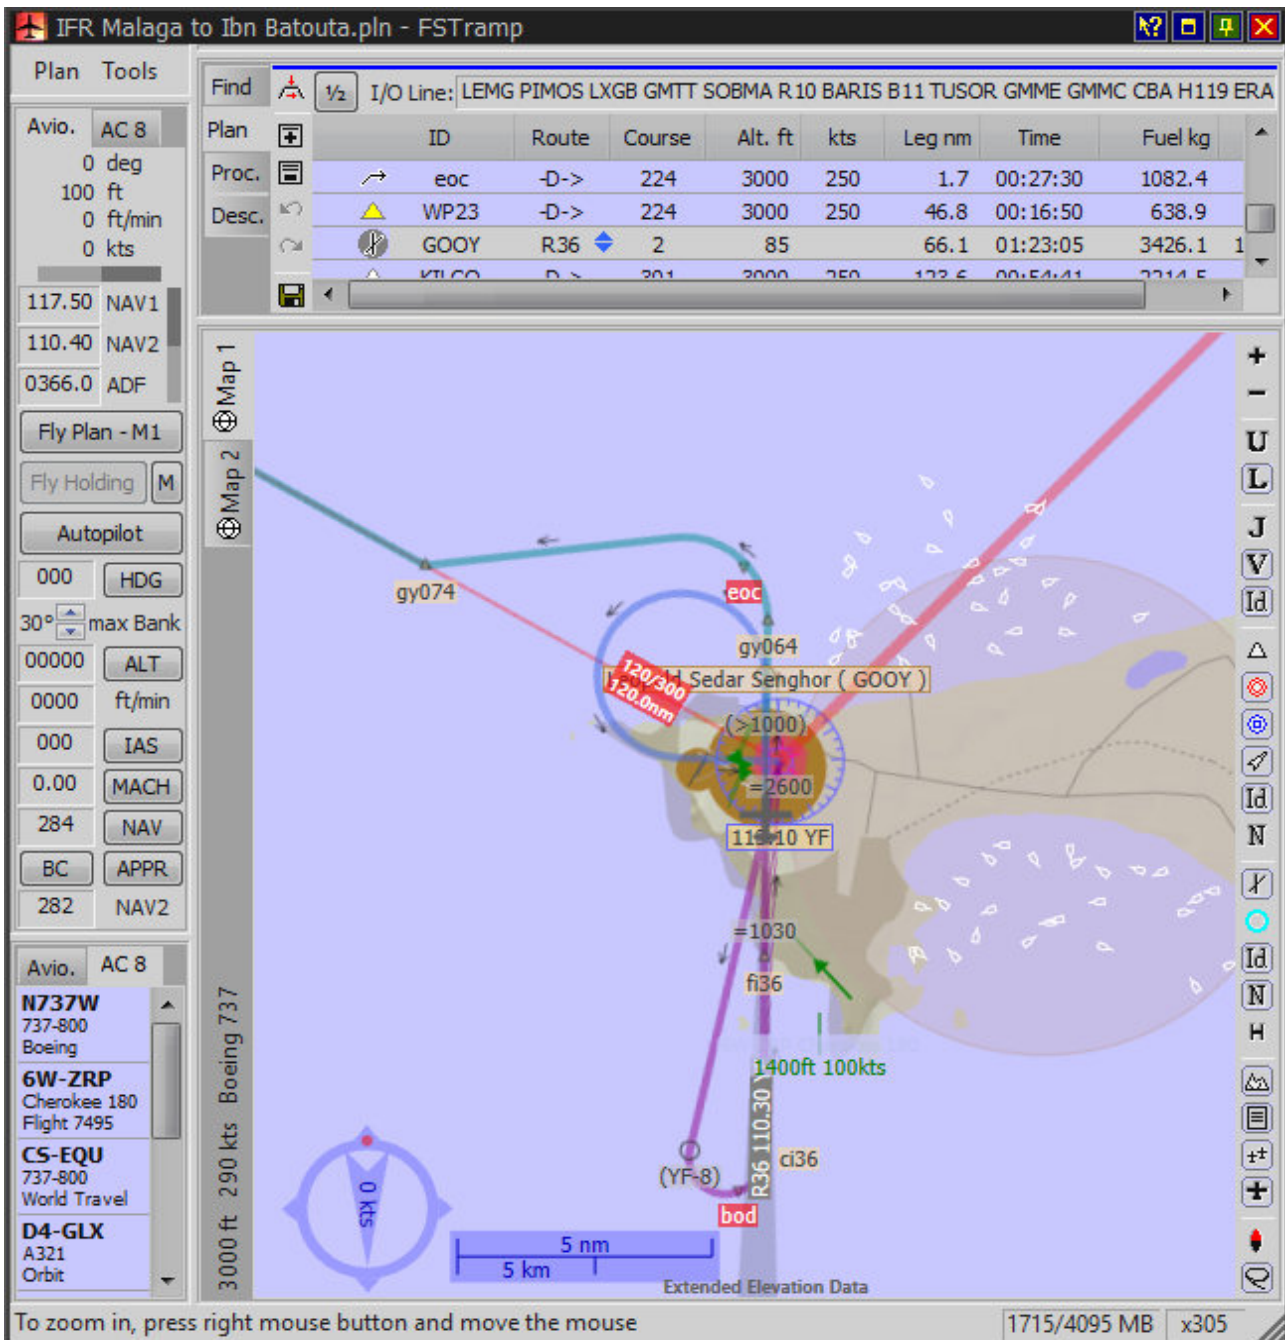 IFR Malaga to Ibn Batouta.pln - FSTramp
Plan Tools
Avio. AC 8
0 deg
100 ft
0 ft/min
0 kts
117.50 NAV1
110.40 NAV2
0366.0 ADF
Fly Plan - M1
Fly Holding M
Autopilot
000 HDG
30° max Bank
00000 ALT
0000 ft/min
000 IAS
0.00 MACH
284 NAV
BC APPR
282 NAV2
Avio. AC 8
N737W
737-800
Boeing
6W-ZRP
Cherokee 180
Flight 7495
CS-EQU
737-800
World Travel
D4-GLX
A321
Orbit
Find
Plan
Proc.
Desc.
½ I/O Line: LEMG PIMOS LXGB GMTT SOBMA R10 BARIS B11 TUSOR GMME GMMC CBA H119 ERA
ID Route Course Alt. ft kts Leg nm Time Fuel kg
eoc -D-> 224 3000 250 1.7 00:27:30 1082.4
WP23 -D-> 224 3000 250 46.8 00:16:50 638.9
GOOY R36 2 85 66.1 01:23:05 3426.1 1
Map 1
Map 2
3000 ft 290 kts Boeing 737
gy074
eoc
gy064
Leopold Sedar Senghor ( GOOY )
120/300
120.0nm
(>1000)
=2600
YF
=1030
fi36
1400ft 100kts
R36 110.30
ci36
(YF-8)
bod
0 kts
5 nm
5 km
Extended Elevation Data
+
-
U
L
J
V
Id
Id
N
Id
N
H
To zoom in, press right mouse button and move the mouse
1715/4095 MB x305